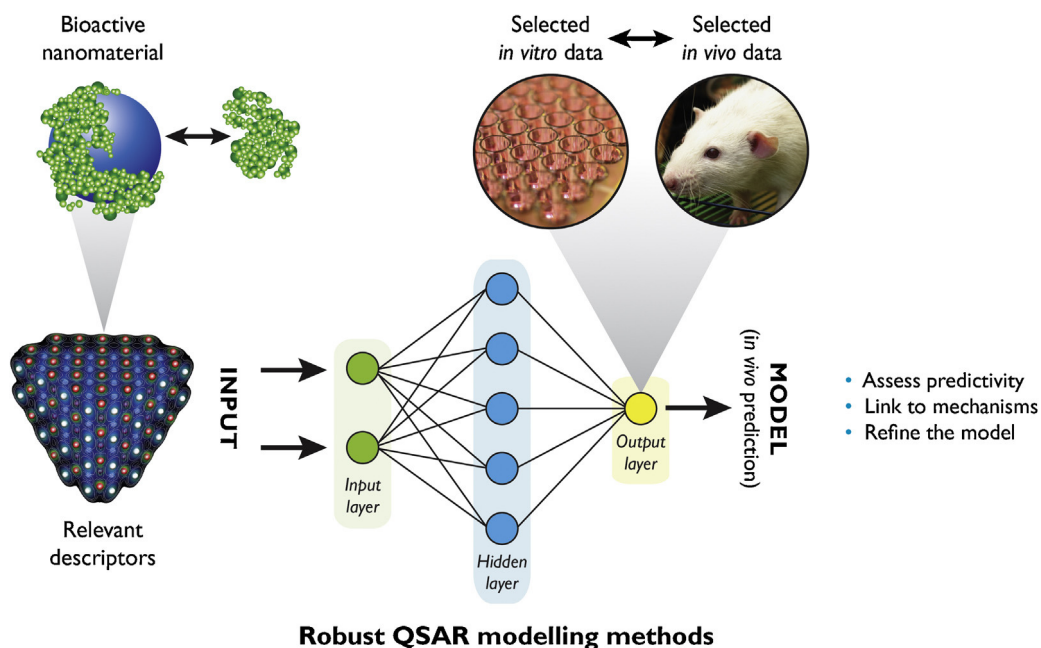 Bioactive
nanomaterial
Selected
in vitro data
Selected
in vivo data
INPUT
Input
layer
Hidden
layer
Output
layer
MODEL
(in vivo prediction)
• Assess predictivity
• Link to mechanisms
• Refine the model
Relevant
descriptors
Robust QSAR modelling methods